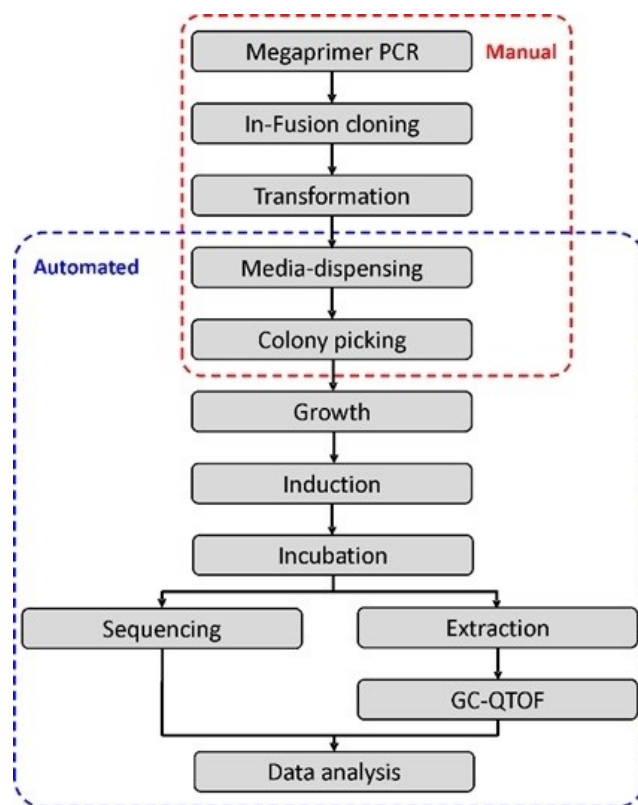 Megaprimer PCR
Manual
In-Fusion cloning
Transformation
Automated
Media-dispensing
Colony picking
Growth
Induction
Incubation
Sequencing
Extraction
GC-QTOF
Data analysis